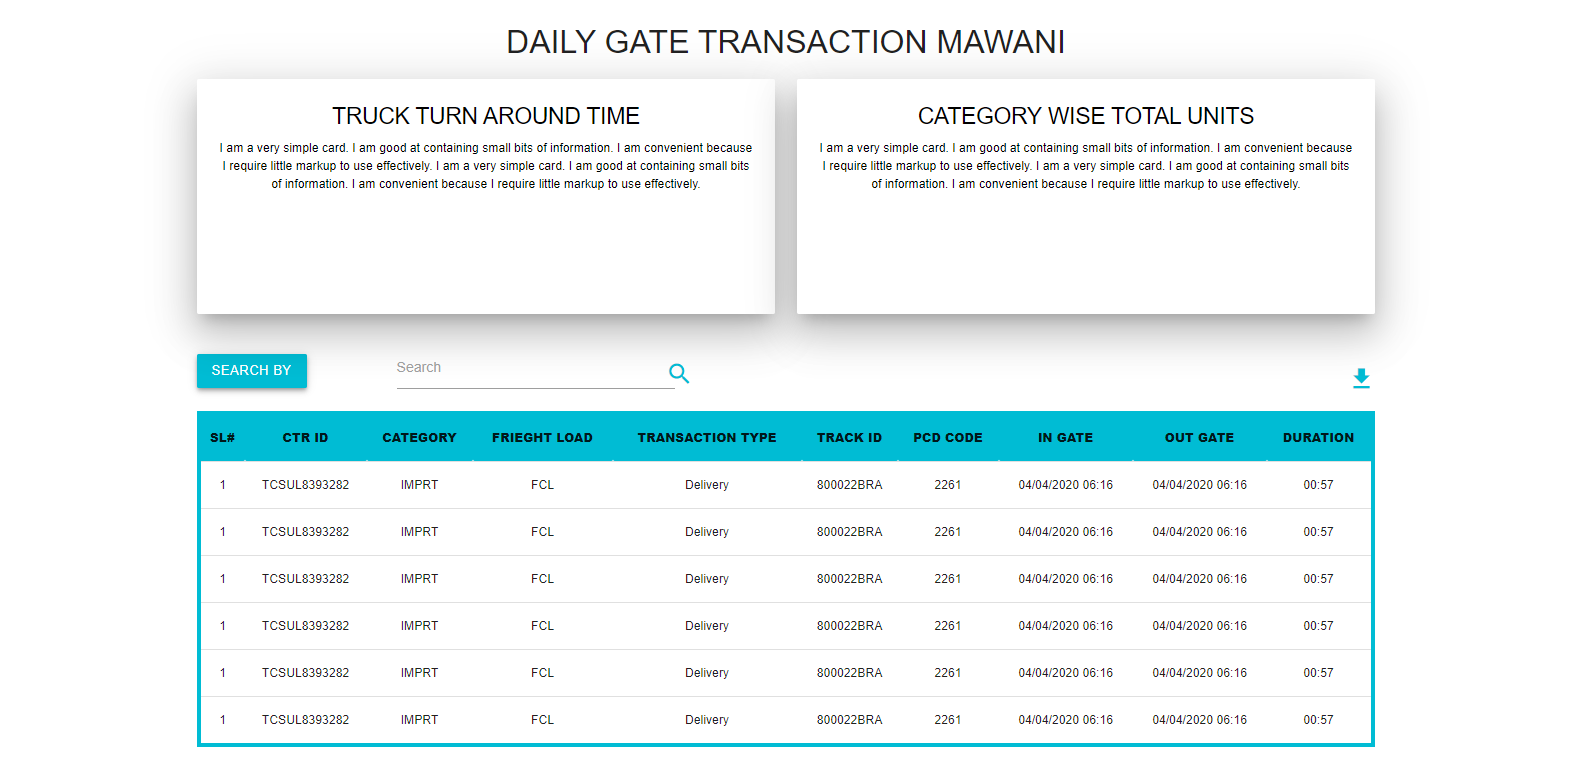 DAILY GATE TRANSACTION MAWANI
TRUCK TURN AROUND TIME
I am a very simple card. I am good at containing small bits of information. I am convenient because
I require little markup to use effectively. I am a very simple card. I am good at containing small bits
of information. I am convenient because I require little markup to use effectively.
CATEGORY WISE TOTAL UNITS
I am a very simple card. I am good at containing small bits of information. I am convenient because
I require little markup to use effectively. I am a very simple card. I am good at containing small bits
of information. I am convenient because I require little markup to use effectively.
SEARCH BY Search
SL# CTR ID CATEGORY FRIEGHT LOAD TRANSACTION TYPE TRACK ID PCD CODE IN GATE OUT GATE DURATION
1 TCSUL8393282 IMPRT FCL Delivery 800022BRA 2261 04/04/2020 06:16 04/04/2020 06:16 00:57
1 TCSUL8393282 IMPRT FCL Delivery 800022BRA 2261 04/04/2020 06:16 04/04/2020 06:16 00:57
1 TCSUL8393282 IMPRT FCL Delivery 800022BRA 2261 04/04/2020 06:16 04/04/2020 06:16 00:57
1 TCSUL8393282 IMPRT FCL Delivery 800022BRA 2261 04/04/2020 06:16 04/04/2020 06:16 00:57
1 TCSUL8393282 IMPRT FCL Delivery 800022BRA 2261 04/04/2020 06:16 04/04/2020 06:16 00:57
1 TCSUL8393282 IMPRT FCL Delivery 800022BRA 2261 04/04/2020 06:16 04/04/2020 06:16 00:57